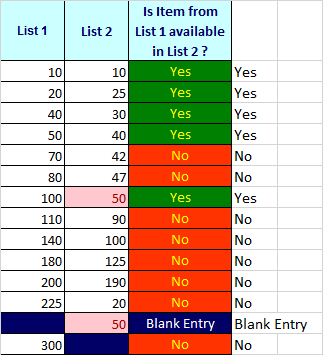 List 1 List 2 Is Item from List 1 available in List 2 ?
10 10 Yes Yes
20 25 Yes Yes
40 30 Yes Yes
50 40 Yes Yes
70 42 No No
80 47 No No
100 50 Yes Yes
110 90 No No
140 100 No No
180 125 No No
200 190 No No
225 20 No No
50 Blank Entry Blank Entry
300 No No